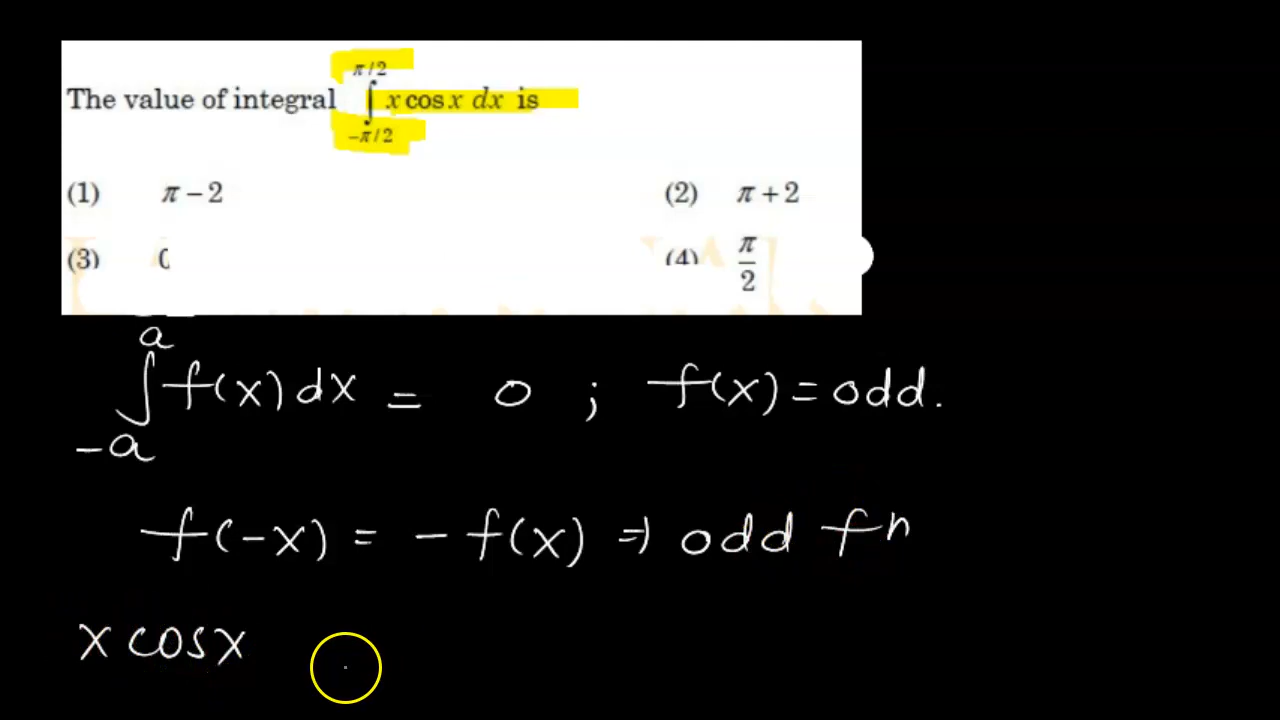 The value of integral ∫_{-π/2}^{π/2} x cos x dx is
(1) π − 2 (2) π + 2
(3) 0 (4) π/2
∫_{-a}^{a} f(x) dx = 0 ; f(x) = odd.
f(-x) = - f(x) ⇒ odd fn
x cosx